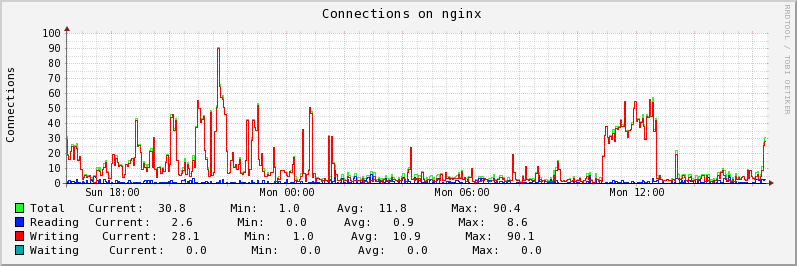 Connections on nginx
RRDTOOL / TOBI OETIKER
Connections
100
90
80
70
60
50
40
30
20
10
0
Sun 18:00 Mon 00:00 Mon 06:00 Mon 12:00
Total Current: 30.8 Min: 1.0 Avg: 11.8 Max: 90.4
Reading Current: 2.6 Min: 0.0 Avg: 0.9 Max: 8.6
Writing Current: 28.1 Min: 1.0 Avg: 10.9 Max: 90.1
Waiting Current: 0.0 Min: 0.0 Avg: 0.0 Max: 0.0